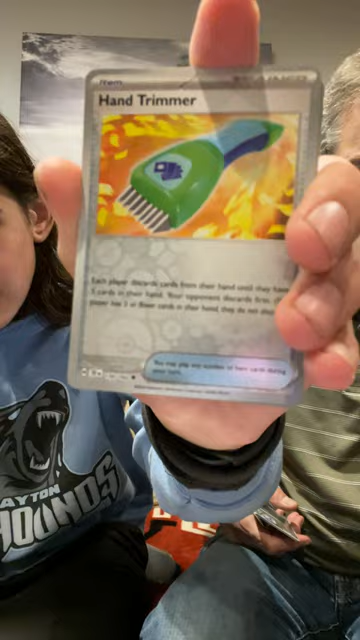 Item
Hand Trimmer
Each player discards cards from their hand until they have
5 cards in their hand. Your opponent discards first.
player has 5 or fewer cards in their hand, they do not
You may play any number of Item cards during
your turn.
AYTON
HOUNDS